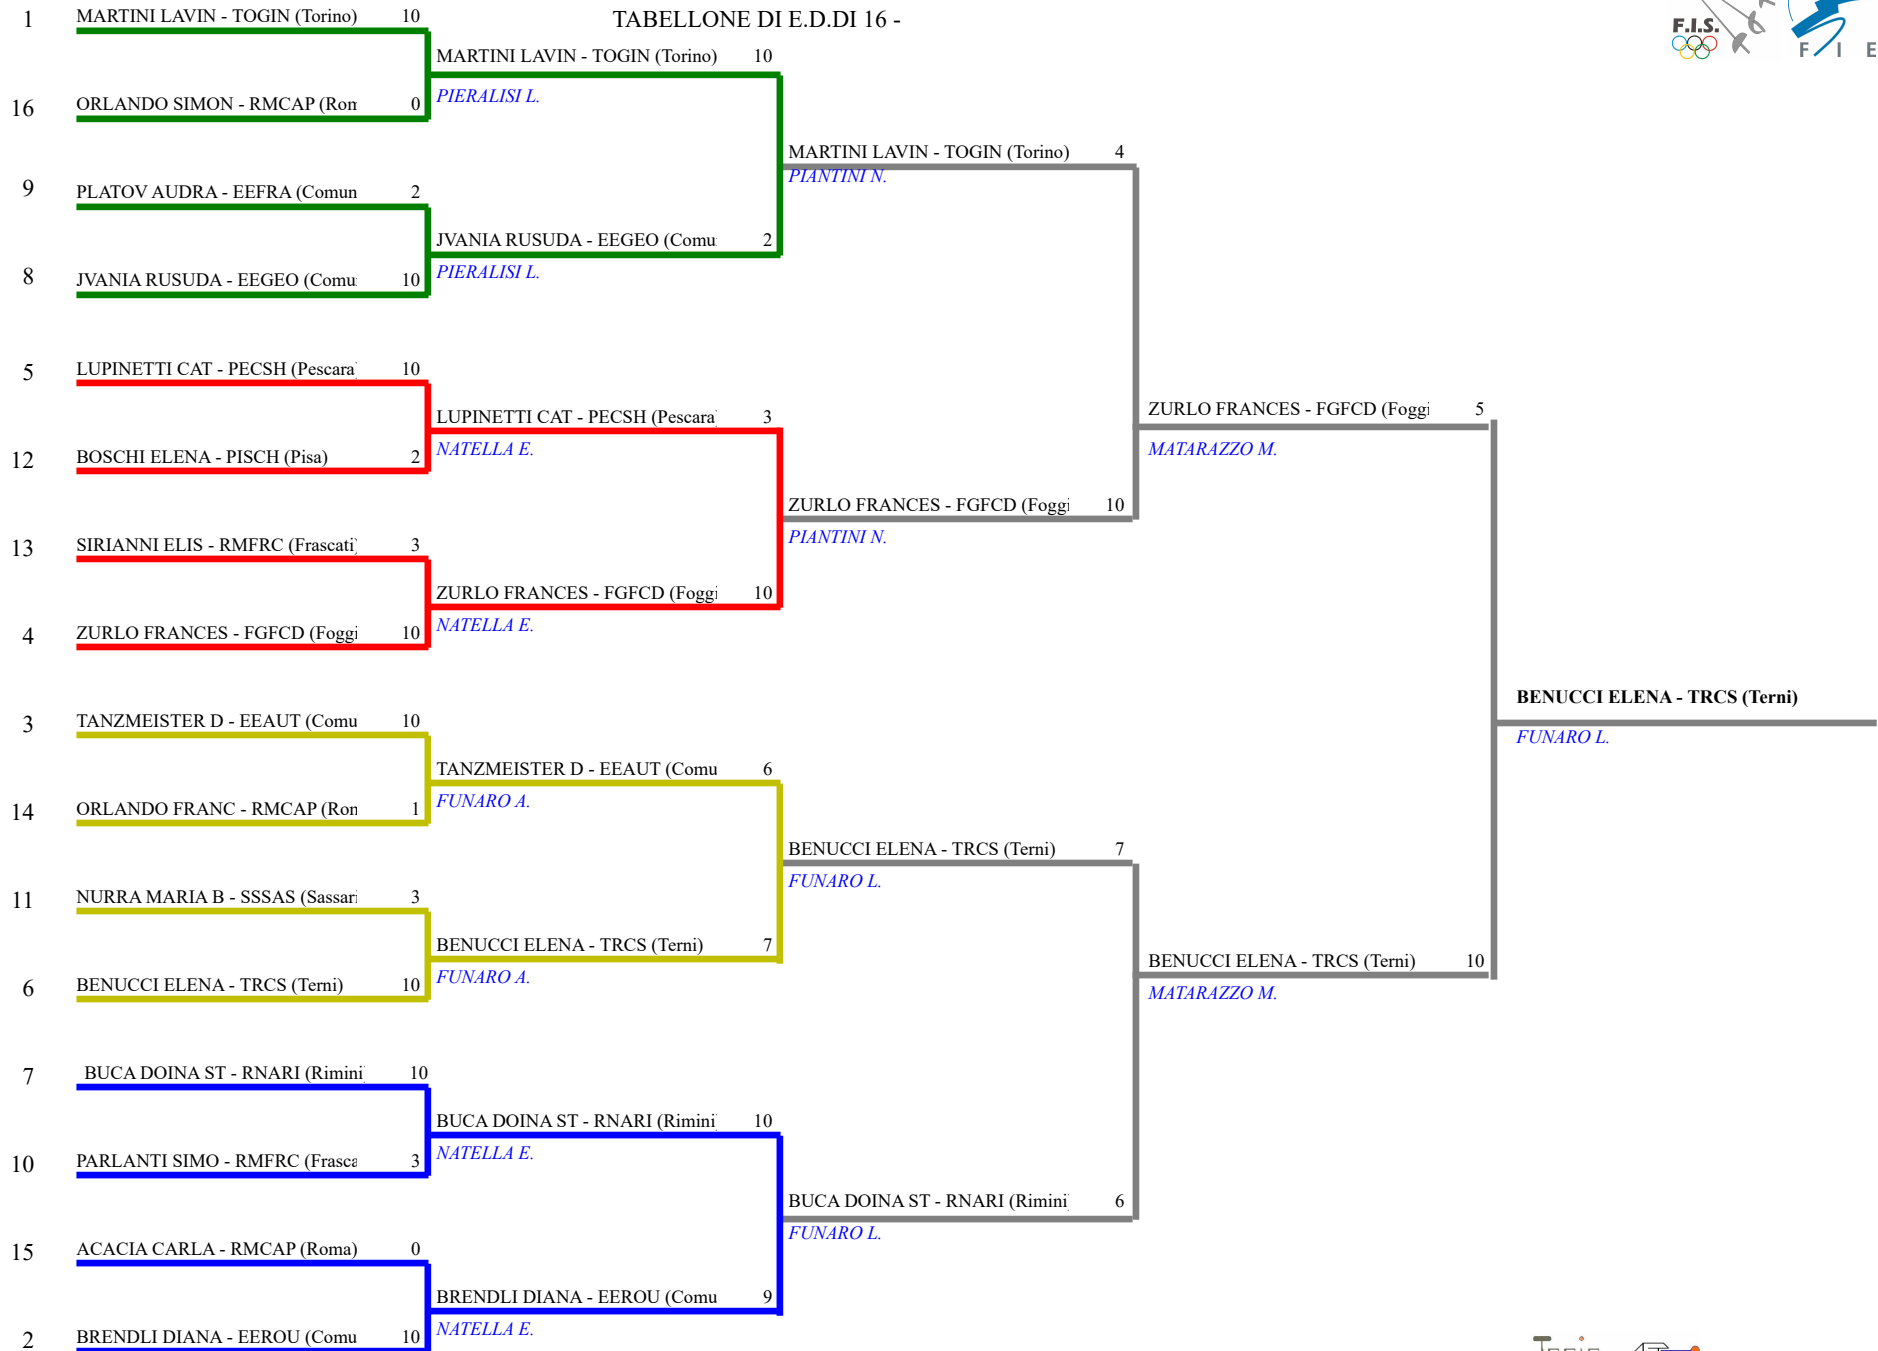 TABELLONE DI E.D.DI 16 -
F.I.S.
F I E
1 MARTINI LAVIN - TOGIN (Torino) 10
MARTINI LAVIN - TOGIN (Torino) 10
PIERALISI L.
16 ORLANDO SIMON - RMCAP (Rom 0
MARTINI LAVIN - TOGIN (Torino) 4
PIANTINI N.
9 PLATOV AUDRA - EEFRA (Comun 2
JVANIA RUSUDA - EEGEO (Comu 2
PIERALISI L.
8 JVANIA RUSUDA - EEGEO (Comu 10
5 LUPINETTI CAT - PECSH (Pescara) 10
ZURLO FRANCES - FGFCD (Foggi 5
LUPINETTI CAT - PECSH (Pescara) 3
NATELLA E.
MATARAZZO M.
12 BOSCHI ELENA - PISCH (Pisa) 2
ZURLO FRANCES - FGFCD (Foggi 10
PIANTINI N.
13 SIRIANNI ELIS - RMFRC (Frascati) 3
ZURLO FRANCES - FGFCD (Foggi 10
NATELLA E.
4 ZURLO FRANCES - FGFCD (Foggi 10
BENUCCI ELENA - TRCS (Terni)
FUNARO L.
3 TANZMEISTER D - EEAUT (Comu 10
TANZMEISTER D - EEAUT (Comu 6
FUNARO A.
14 ORLANDO FRANC - RMCAP (Rom 1
BENUCCI ELENA - TRCS (Terni) 7
FUNARO L.
11 NURRA MARIA B - SSSAS (Sassari 3
BENUCCI ELENA - TRCS (Terni) 7
FUNARO A.
BENUCCI ELENA - TRCS (Terni) 10
MATARAZZO M.
6 BENUCCI ELENA - TRCS (Terni) 10
7 BUCA DOINA ST - RNARI (Rimini) 10
BUCA DOINA ST - RNARI (Rimini) 10
NATELLA E.
10 PARLANTI SIMO - RMFRC (Frasca 3
BUCA DOINA ST - RNARI (Rimini) 6
FUNARO L.
15 ACACIA CARLA - RMCAP (Roma) 0
BRENDLI DIANA - EEROU (Comu 9
NATELLA E.
2 BRENDLI DIANA - EEROU (Comu 10